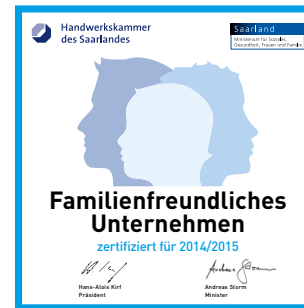 Handwerkskammer
des Saarlandes
Saarland
Ministerium für Soziales,
Gesundheit, Frauen und Familie
Familienfreundliches
Unternehmen
zertifiziert für 2014/2015
Hans-Alois Kirf
Präsident
Andreas Storm
Minister